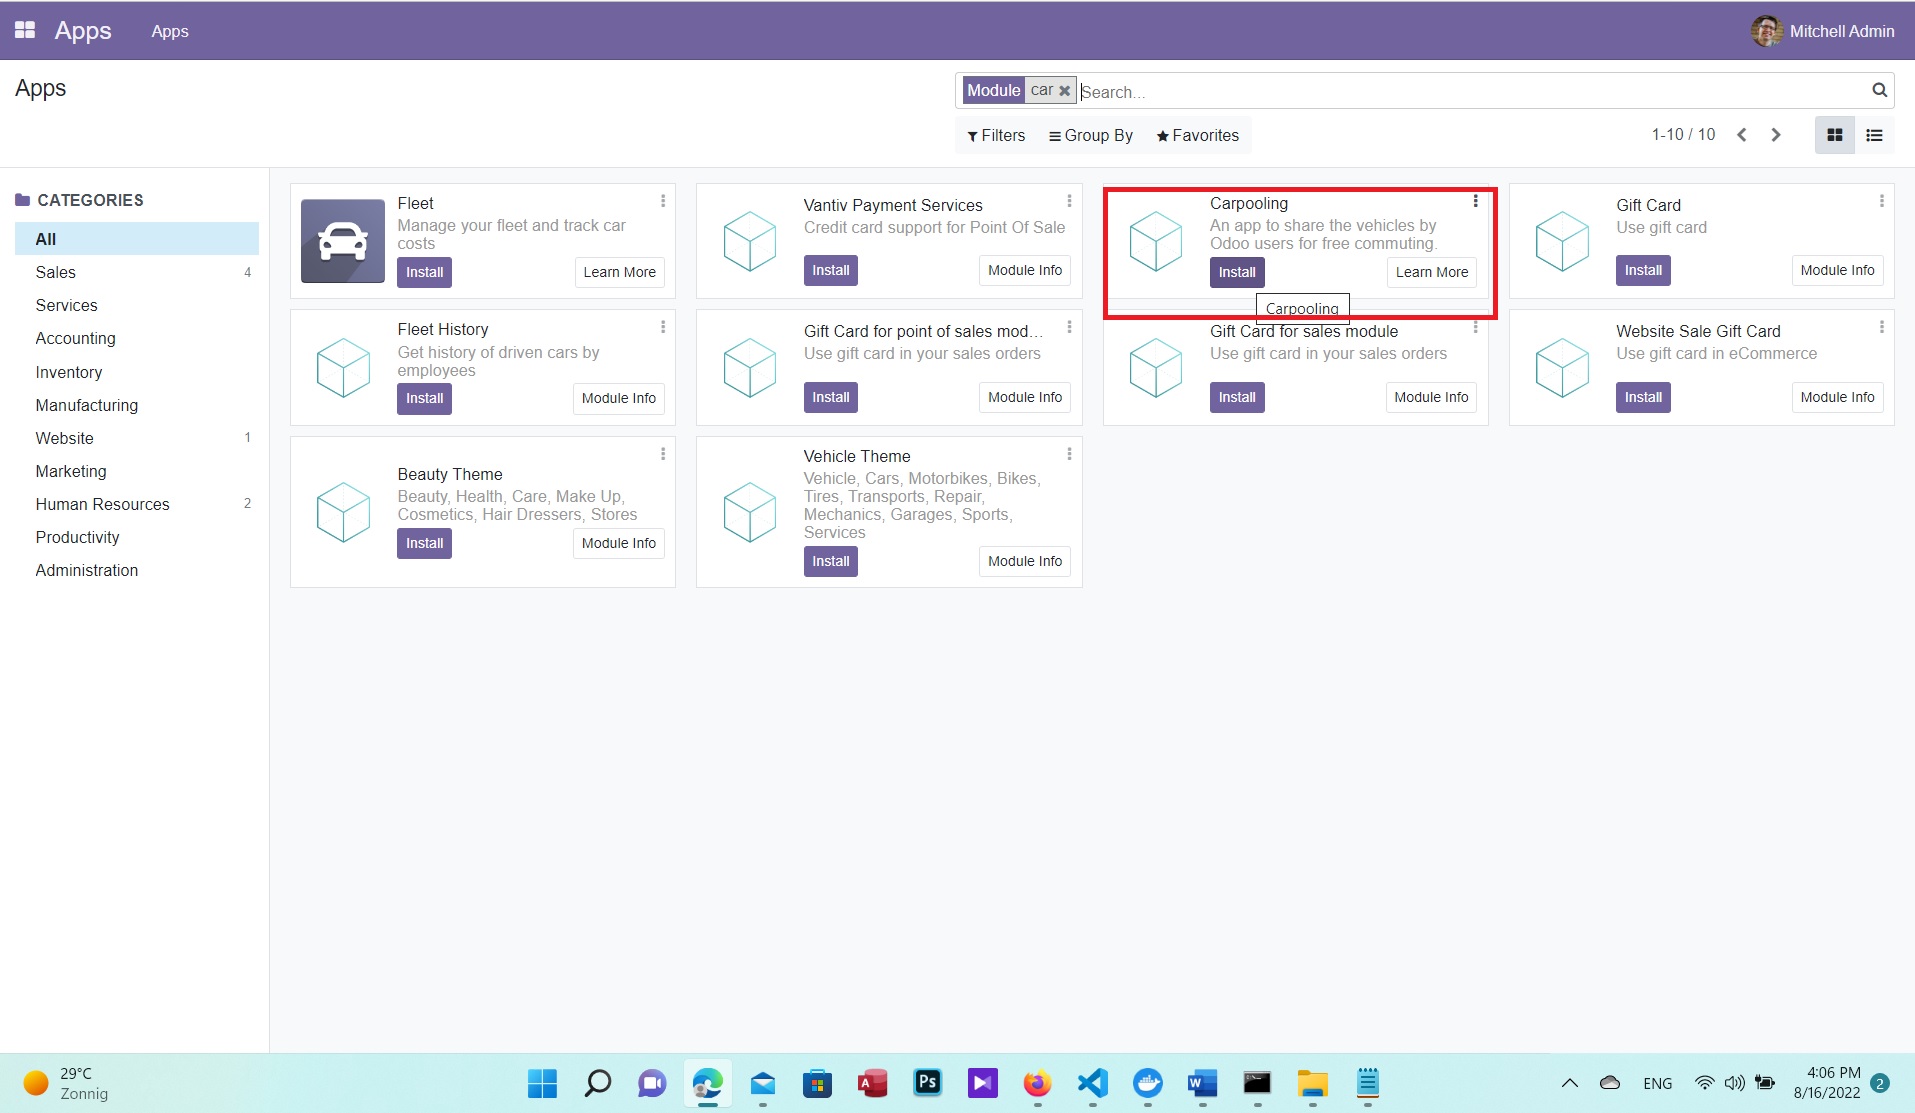 Apps
Apps
Mitchell Admin
Apps
Module car Search...
Filters
Group By
Favorites
1-10 / 10
CATEGORIES
All
Sales 4
Services
Accounting
Inventory
Manufacturing
Website 1
Marketing
Human Resources 2
Productivity
Administration
Fleet
Manage your fleet and track car
costs
Install
Learn More
Vantiv Payment Services
Credit card support for Point Of Sale
Install
Module Info
Carpooling
An app to share the vehicles by
Odoo users for free commuting.
Install
Learn More
Carpooling
Gift Card
Use gift card
Install
Module Info
Fleet History
Get history of driven cars by
employees
Install
Module Info
Gift Card for point of sales mod...
Use gift card in your sales orders
Install
Module Info
Gift Card for sales module
Use gift card in your sales orders
Install
Module Info
Website Sale Gift Card
Use gift card in eCommerce
Install
Module Info
Beauty Theme
Beauty, Health, Care, Make Up,
Cosmetics, Hair Dressers, Stores
Install
Module Info
Vehicle Theme
Vehicle, Cars, Motorbikes, Bikes,
Tires, Transports, Repair,
Mechanics, Garages, Sports,
Services
Install
Module Info
29°C
Zonnig
A
Ps
W
ENG
4:06 PM
8/16/2022
2